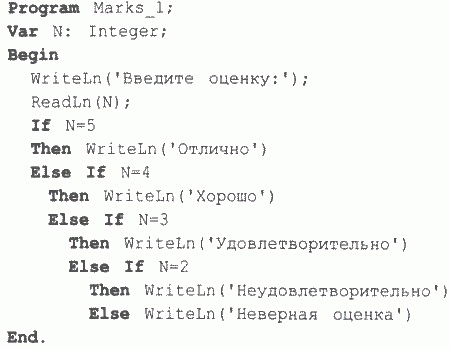 Program Marks_1;
Var N: Integer;
Begin
WriteLn('Введите оценку:');
ReadLn(N);
If N=5
Then WriteLn('Отлично')
Else If N=4
Then WriteLn('Хорошо')
Else If N=3
Then WriteLn('Удовлетворительно')
Else If N=2
Then WriteLn('Неудовлетворительно')
Else WriteLn('Неверная оценка')
End.